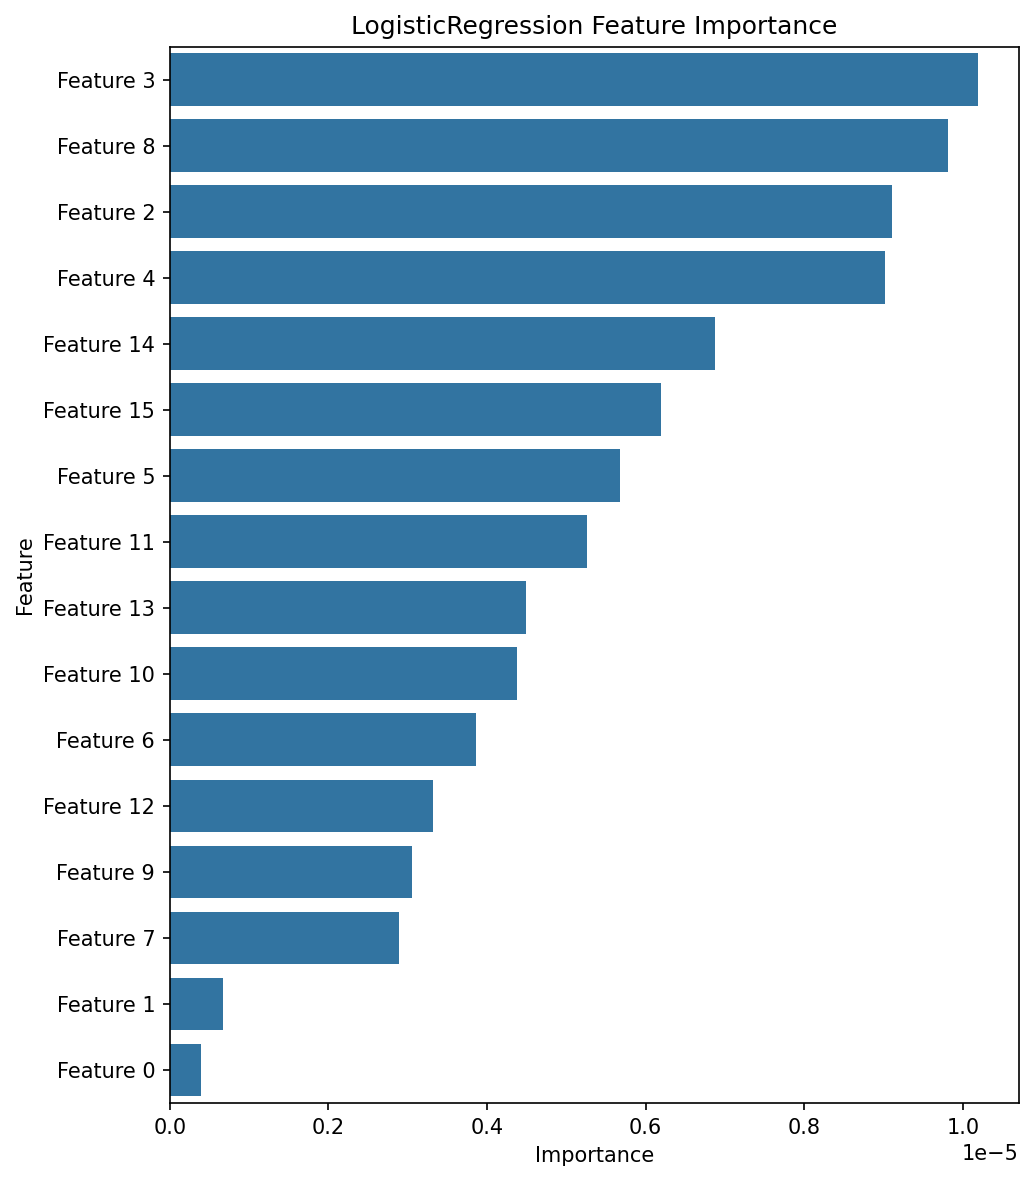 LogisticRegression Feature Importance
Feature 3
Feature 8
Feature 2
Feature 4
Feature 14
Feature 15
Feature 5
Feature 11
Feature 13
Feature 10
Feature 6
Feature 12
Feature 9
Feature 7
Feature 1
Feature 0
Feature
0.0 0.2 0.4 0.6 0.8 1.0
1e−5
Importance